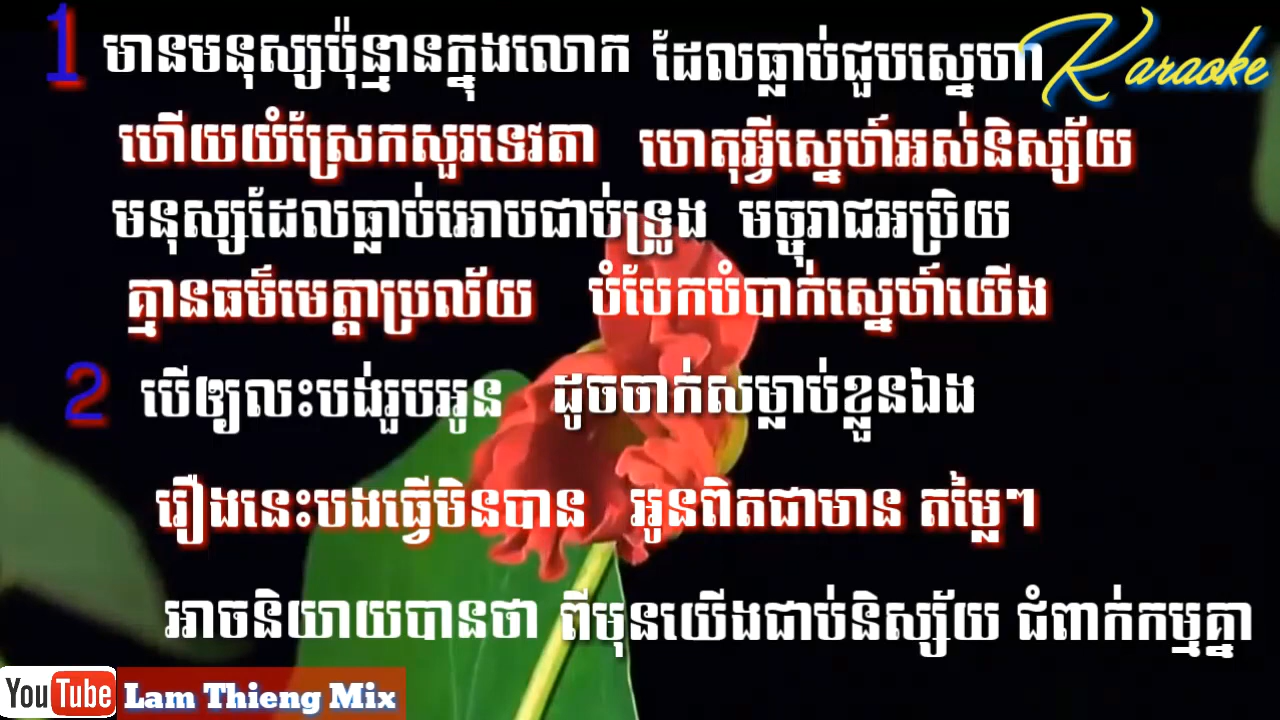 1 មានមនុស្សប៉ុន្មានក្នុងលោក ដែលធ្លាប់ជួបស្នេហា Karaoke
ហើយយំស្រែកសួរទេវតា ហេតុអ្វីស្នេហ៍អស់និស្ស័យ
មនុស្សដែលធ្លាប់អោបជាប់ទ្រូង មច្ចុរាជអប្រិយ
គ្មានធម៌មេត្តាប្រល័យ បំបែកបំបាក់ស្នេហ៍យើង
2 បើឲ្យលះបង់រួបអូន ដូចចាក់សម្លាប់ខ្លួនឯង
រឿងនេះបងធ្វើមិនបាន អូនពិតជាមាន តម្លៃៗ
អាចនិយាយបានថា ពីមុនយើងជាប់និស្ស័យ ជំពាក់កម្មគ្នា
YouTube Lam Thieng Mix